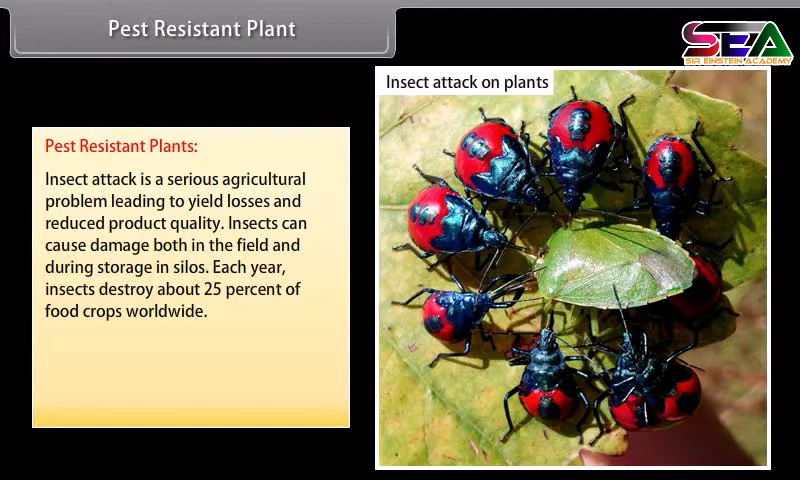 Pest Resistant Plant
SEA
SIR EINSTEIN ACADEMY
Insect attack on plants
Pest Resistant Plants:
Insect attack is a serious agricultural
problem leading to yield losses and
reduced product quality. Insects can
cause damage both in the field and
during storage in silos. Each year,
insects destroy about 25 percent of
food crops worldwide.